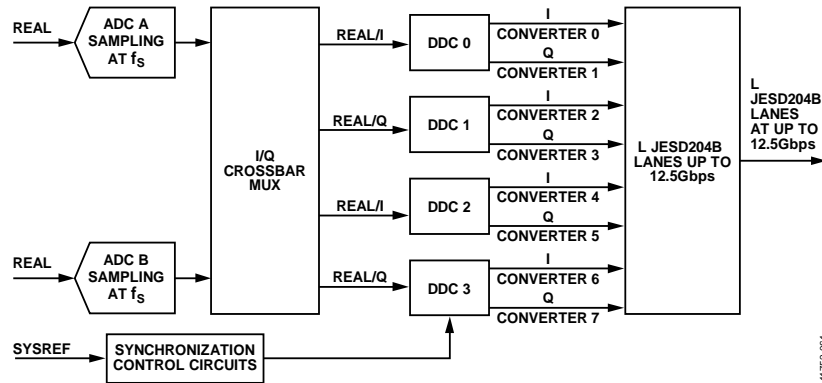 REAL
ADC A
SAMPLING
AT fS
I/Q
CROSSBAR
MUX
REAL/I
DDC 0
I
CONVERTER 0
Q
CONVERTER 1
REAL/Q
DDC 1
I
CONVERTER 2
Q
CONVERTER 3
REAL/I
DDC 2
I
CONVERTER 4
Q
CONVERTER 5
REAL/Q
DDC 3
I
CONVERTER 6
Q
CONVERTER 7
L JESD204B
LANES UP TO
12.5Gbps
L
JESD204B
LANES
AT UP TO
12.5Gbps
REAL
ADC B
SAMPLING
AT fS
SYSREF
SYNCHRONIZATION
CONTROL CIRCUITS